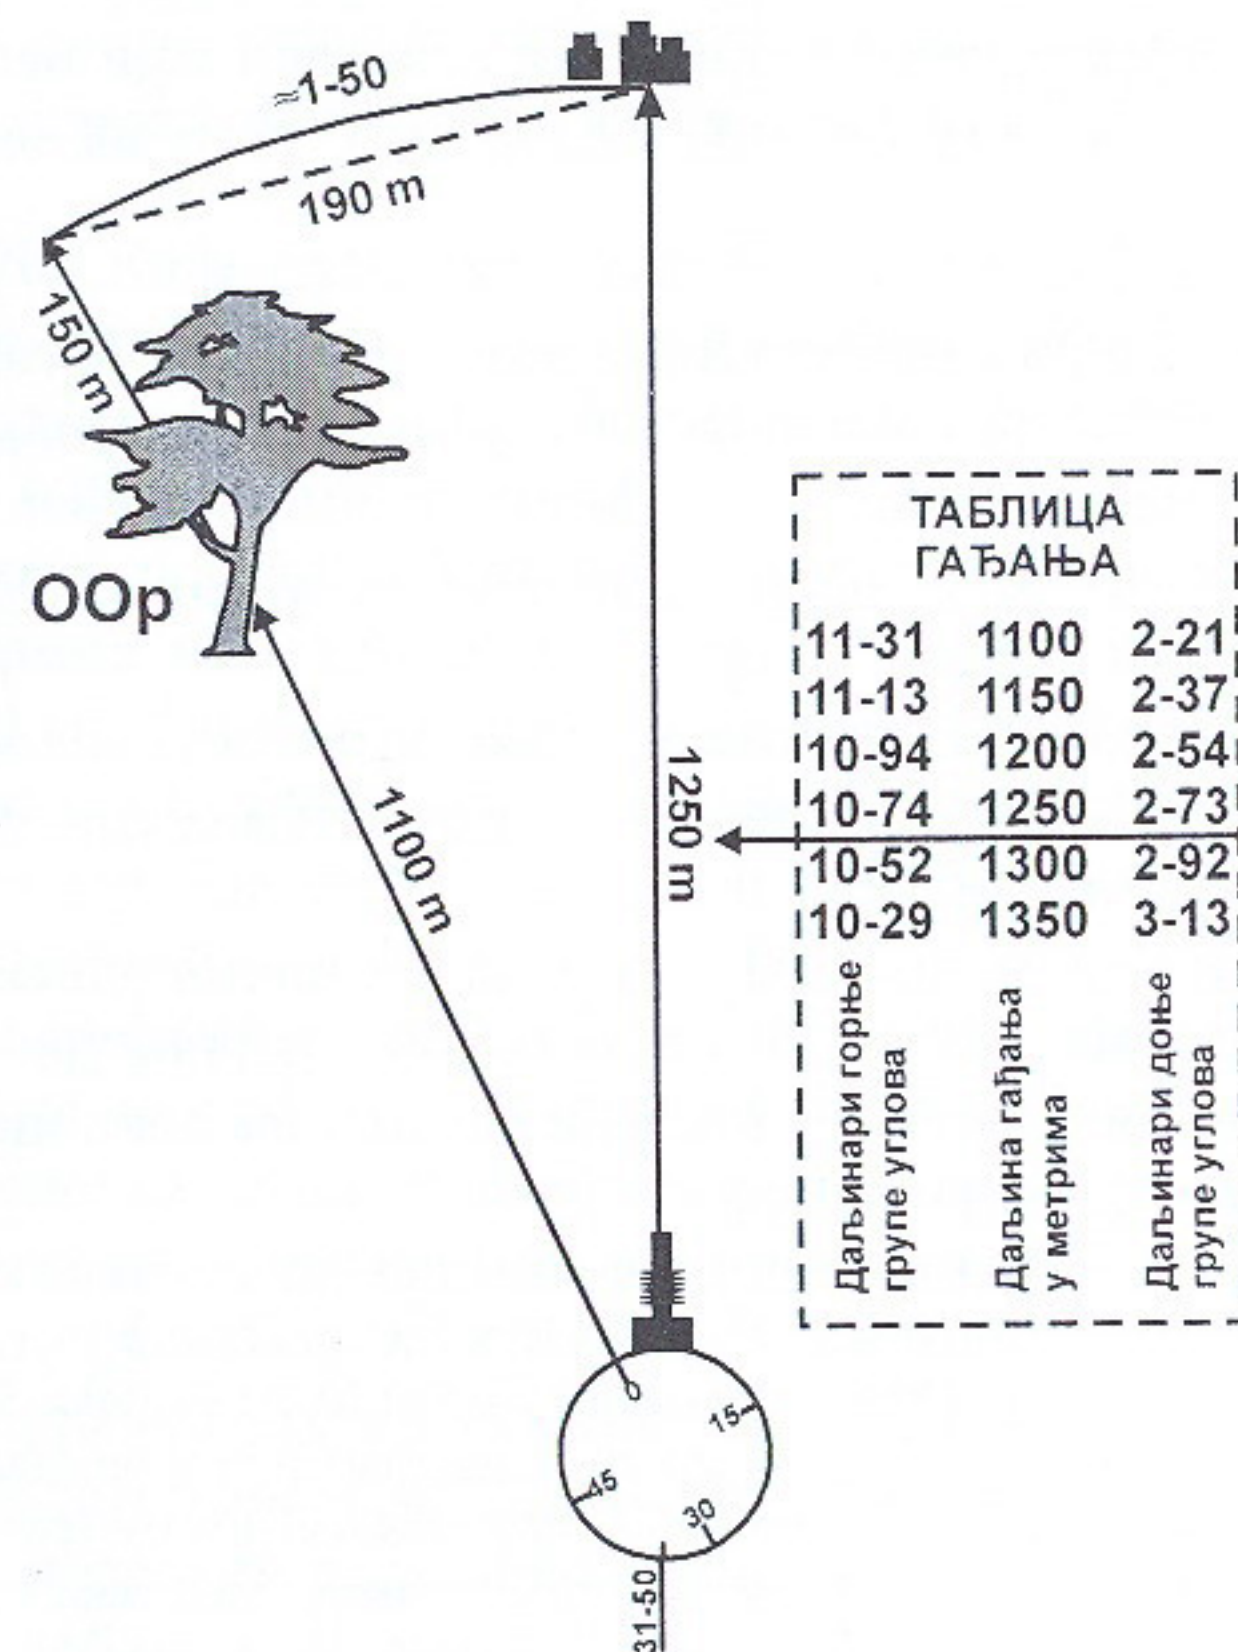 ≈1-50
190 m
150 m
ООр
1100 m
1250 m
ТАБЛИЦА
ГАЂАЊА
11-31 1100 2-21
11-13 1150 2-37
10-94 1200 2-54
10-74 1250 2-73
10-52 1300 2-92
10-29 1350 3-13
Даљинари горње
групе углова
Даљина гађања
у метрима
Даљинари доње
групе углова
0
15
45
30
31-50